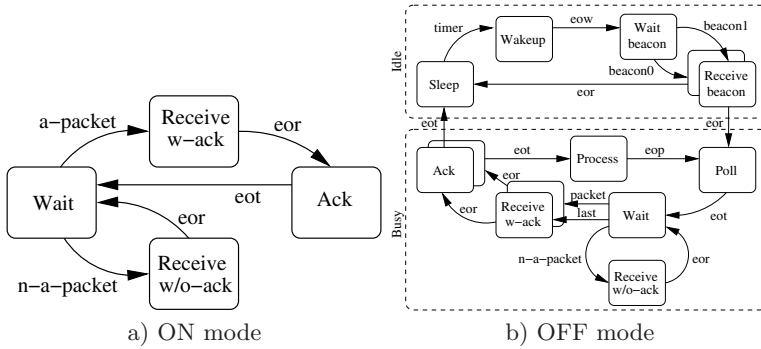 a−packet
Receive
w−ack
eor
Wait
eot
Ack
eor
n−a−packet
Receive
w/o−ack
a) ON mode
Idle
timer
Wakeup
eow
Wait
beacon
beacon1
beacon0
Sleep
Receive
beacon
eor
eot
eor
Busy
Ack
eot
Process
eop
Poll
eor
eor
Receive
w−ack
packet
last
Wait
eot
n−a−packet
eor
Receive
w/o−ack
b) OFF mode